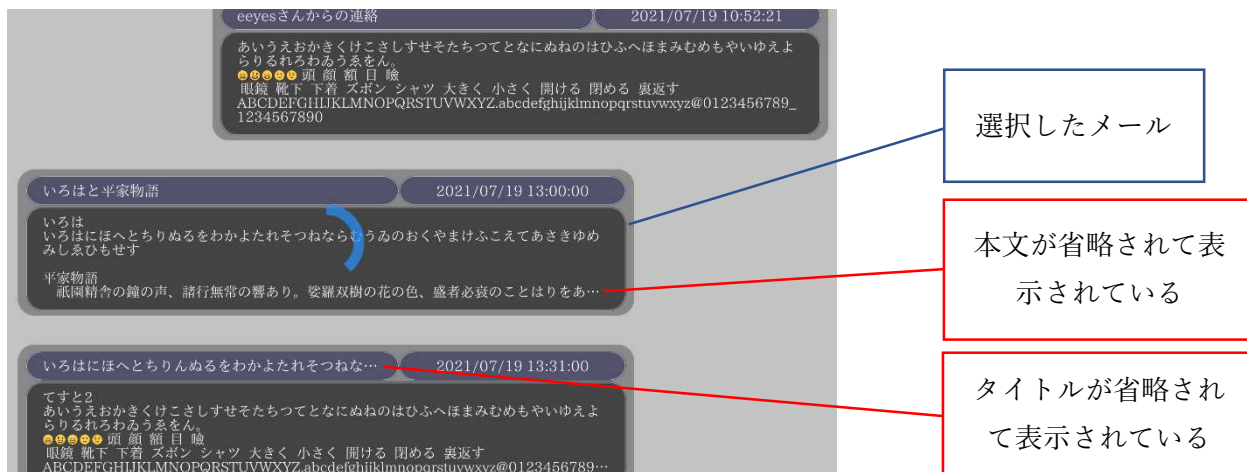 eeyesさんからの連絡
2021/07/19 10:52:21
あいうえおかきくけこさしすせそたちつてとなにぬねのはひふへほまみむめもやいゆえよ
らりるれろわゐうゑをん。
😀😃😄🙂🙂 頭 顔 額 目 瞼
眼鏡 靴下 下着 ズボン シャツ 大きく 小さく 開ける 閉める 裏返す
ABCDEFGHIJKLMNOPQRSTUVWXYZ.abcdefghijklmnopqrstuvwxyz@0123456789_
1234567890
選択したメール
いろはと平家物語
2021/07/19 13:00:00
いろは
いろはにほへとちりぬるをわかよたれそつねならむうゐのおくやまけふこえてあさきゆめ
みしゑひもせす
平家物語
祇園精舎の鐘の声、諸行無常の響あり。娑羅双樹の花の色、盛者必衰のことはりをあ…
本文が省略されて表
示されている
いろはにほへとちりんぬるをわかよたれそつねな…
2021/07/19 13:31:00
タイトルが省略され
て表示されている
てすと2
あいうえおかきくけこさしすせそたちつてとなにぬねのはひふへほまみむめもやいゆえよ
らりるれろわゐうゑをん。
😀😃😄🙂🙂 頭 顔 額 目 瞼
眼鏡 靴下 下着 ズボン シャツ 大きく 小さく 開ける 閉める 裏返す
ABCDEFGHIJKLMNOPQRSTUVWXYZ.abcdefghijklmnopqrstuvwxyz@0123456789…